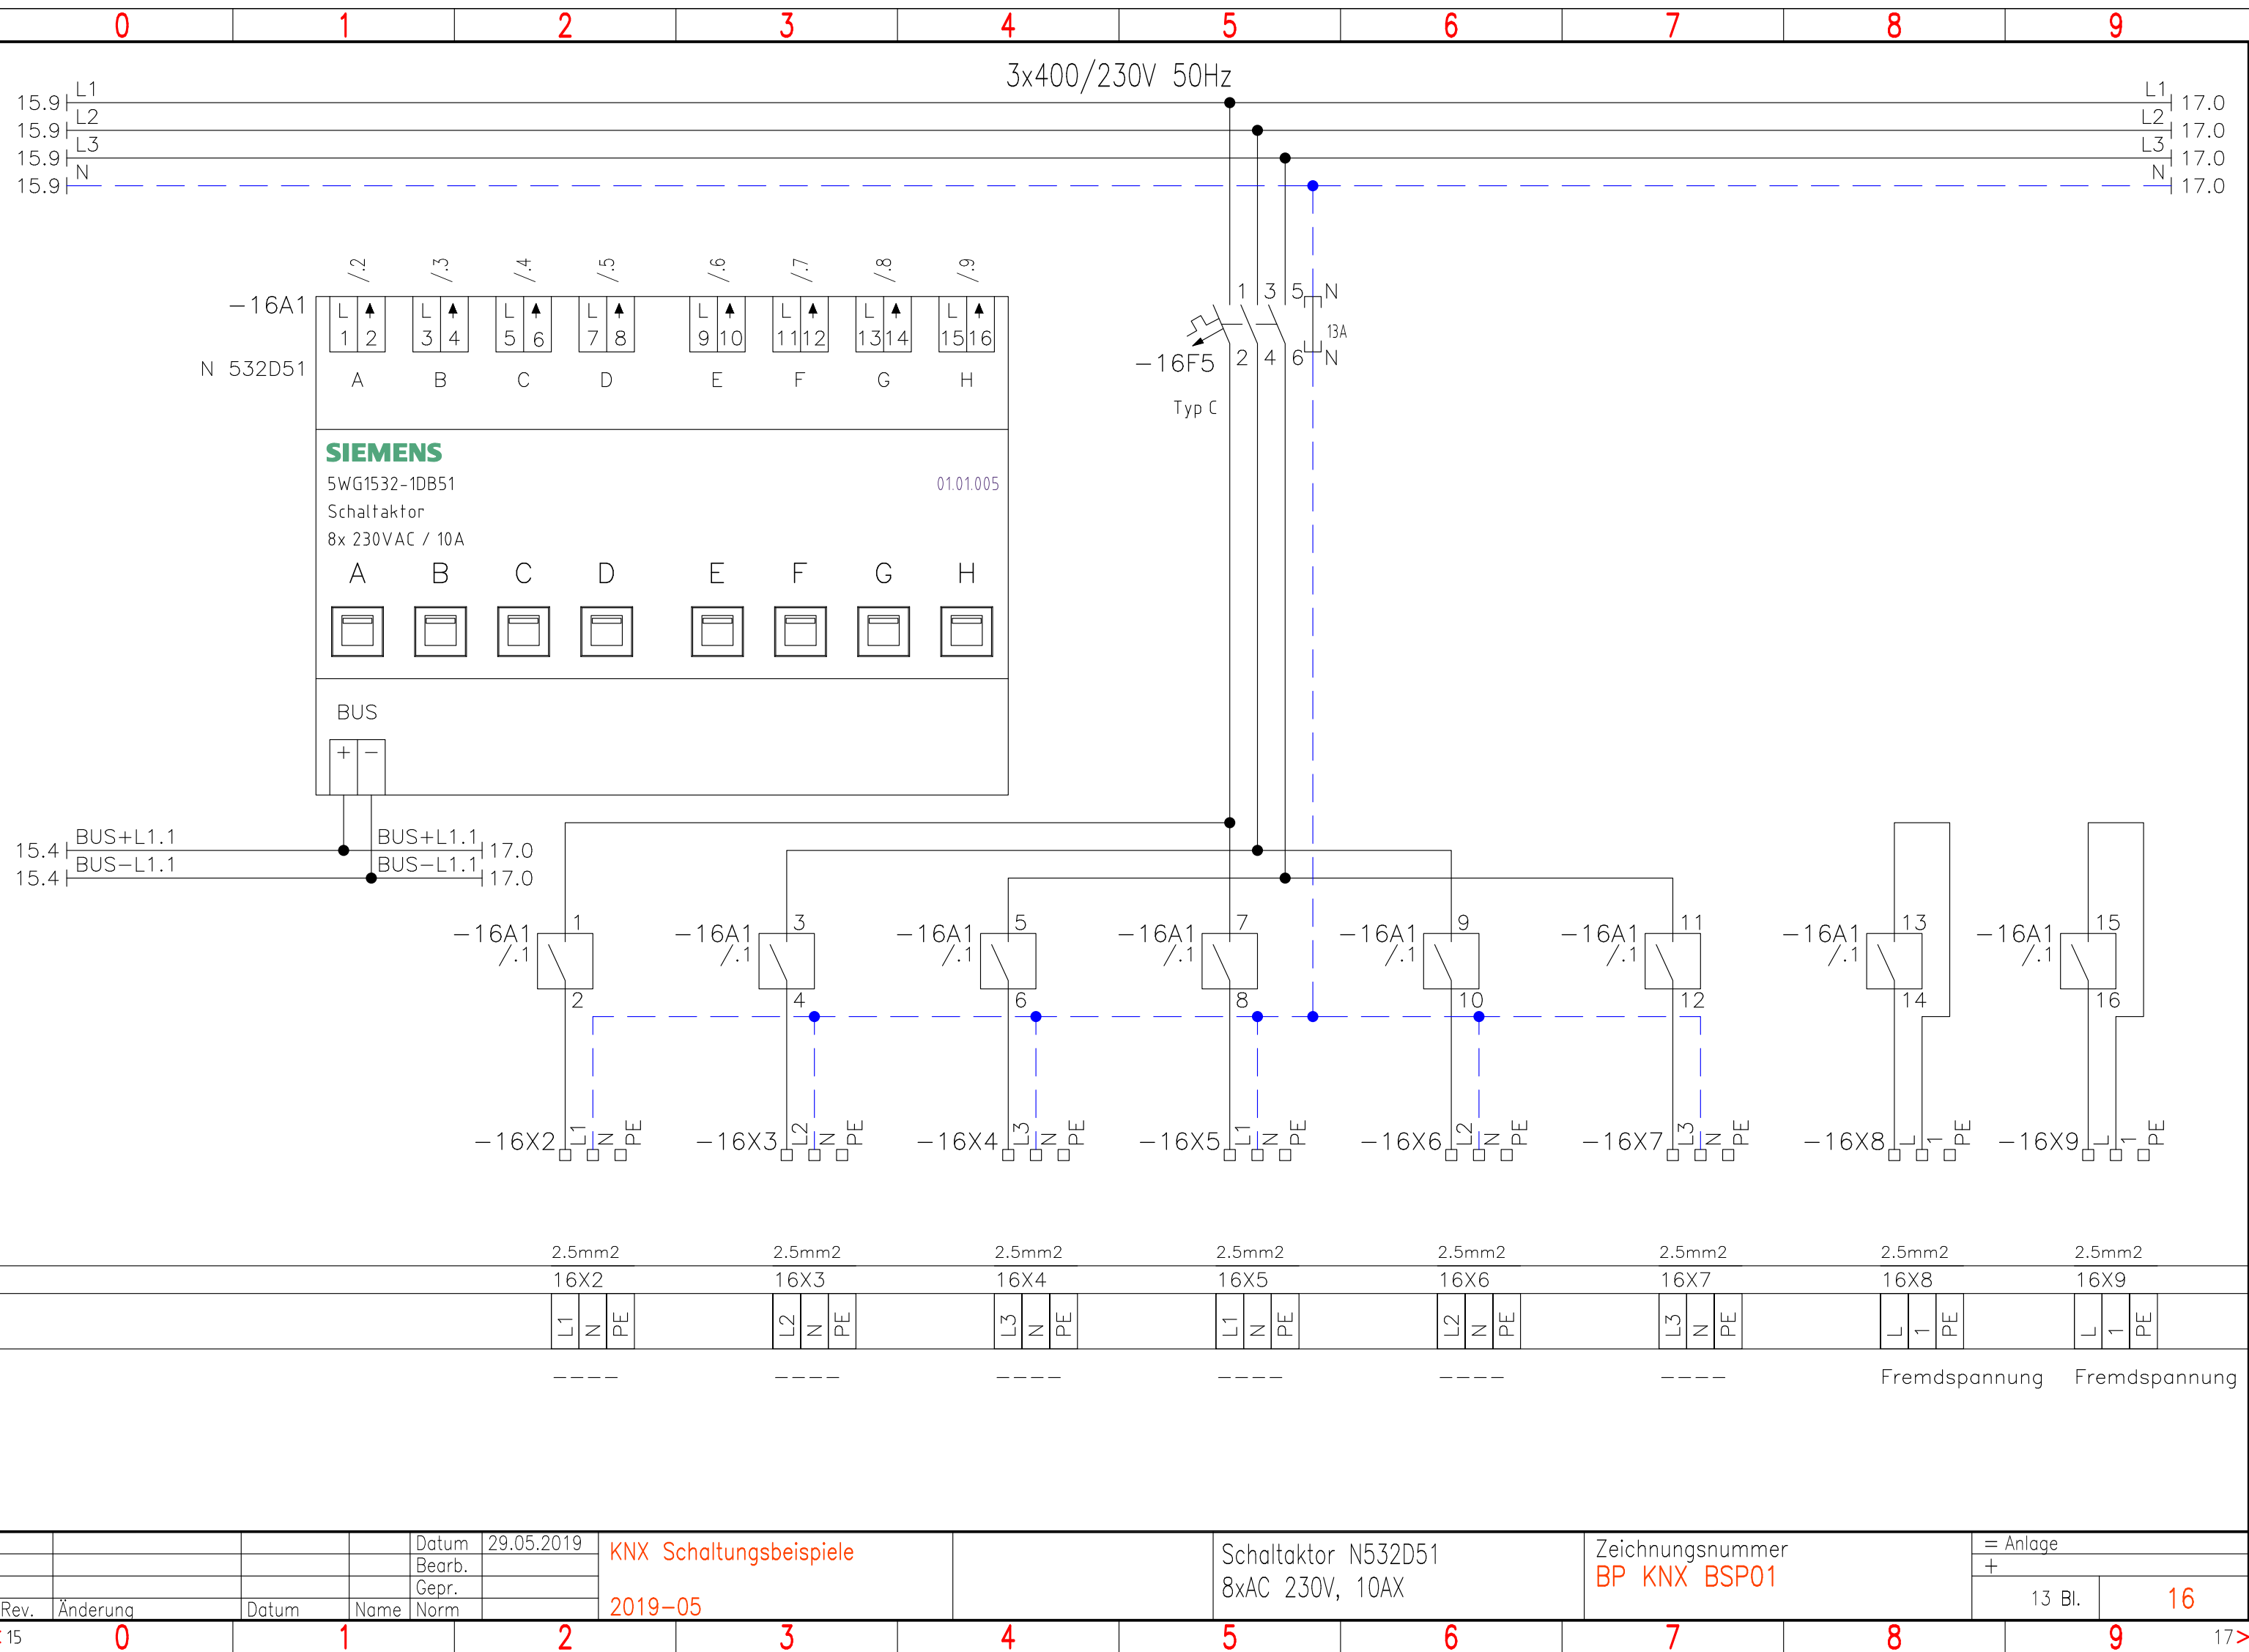 0 1 2 3 4 5 6 7 8 9
3x400/230V 50Hz
15.9 L1 L1 17.0
15.9 L2 L2 17.0
15.9 L3 L3 17.0
15.9 N N 17.0
/.2 /.3 /.4 /.5 /.6 /.7 /.8 /.9
-16A1 L L L L L L L L
1 2 3 4 5 6 7 8 9 10 11 12 13 14 15 16
N 532D51 A B C D E F G H
1 3 5 N
13A
-16F5 2 4 6 N
Typ C
SIEMENS
5WG1532-1DB51 01.01.005
Schaltaktor
8x 230VAC / 10A
A B C D E F G H
BUS
+ -
15.4 BUS+L1.1 BUS+L1.1 17.0
15.4 BUS-L1.1 BUS-L1.1 17.0
1 3 5 7 9 11 13 15
-16A1 -16A1 -16A1 -16A1 -16A1 -16A1 -16A1 -16A1
/.1 /.1 /.1 /.1 /.1 /.1 /.1 /.1
2 4 6 8 10 12 14 16
-16X2 L1 N PE -16X3 L2 N PE -16X4 L3 N PE -16X5 L1 N PE -16X6 L2 N PE -16X7 L3 N PE -16X8 L 1 PE -16X9 L 1 PE
2.5mm2 2.5mm2 2.5mm2 2.5mm2 2.5mm2 2.5mm2 2.5mm2 2.5mm2
16X2 16X3 16X4 16X5 16X6 16X7 16X8 16X9
L1 N PE L2 N PE L3 N PE L1 N PE L2 N PE L3 N PE L 1 PE L 1 PE
---- ---- ---- ---- ---- ---- Fremdspannung Fremdspannung
Datum 29.05.2019
Bearb.
Gepr.
Rev. Änderung Datum Name Norm
KNX Schaltungsbeispiele
2019-05
Schaltaktor N532D51
8xAC 230V, 10AX
Zeichnungsnummer
BP KNX BSP01
= Anlage
+
13 Bl. 16
<15 0 1 2 3 4 5 6 7 8 9 17>